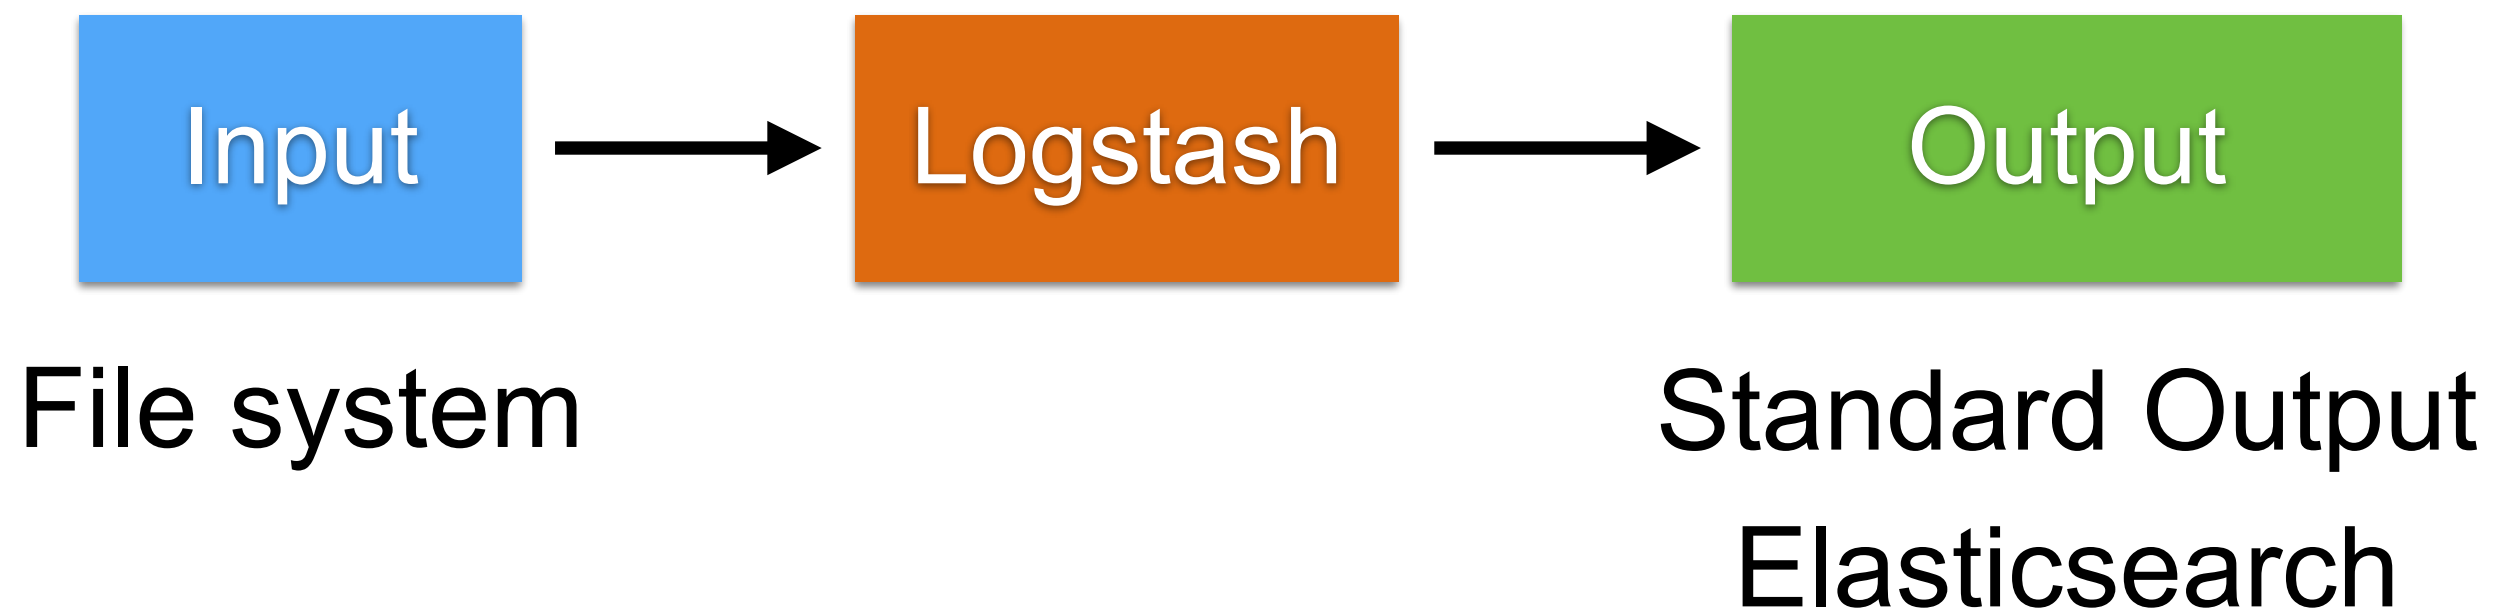 Input
Logstash
Output
File system
Standard Output
Elasticsearch